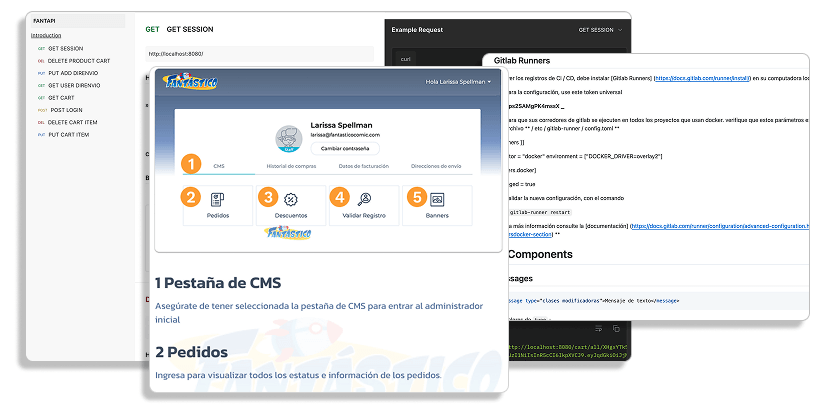 FANTAPI
Introduction
GET GET SESSION
DEL DELETE PRODUCT CART
PUT PUT ADD DIRENVIO
GET GET USER DIRENVIO
GET GET CART
POST POST LOGIN
DEL DELETE CART ITEM
PUT PUT CART ITEM
GET GET SESSION
http://localhost:8080/
Example Request
GET SESSION
curl
FANTÁSTICO
Hola Larissa Spellman
Larissa Spellman
larissa@fantasticocomic.com
Staff
Cambiar contraseña
1
CMS
Historial de compras
Datos de facturación
Direcciones de envío
2
Pedidos
3
Descuentos
4
Validar Registro
5
Banners
FANTÁSTICO
1 Pestaña de CMS
Asegúrate de tener seleccionada la pestaña de CMS para entrar al administrador
inicial
2 Pedidos
Ingresa para visualizar todos los estatus e información de los pedidos.
FANTÁSTICO
Gitlab Runners
er los registros de CI / CD, debe instalar [Gitlab Runners] (https://docs.gitlab.com/runner/install/) en su computadora loc
ara la configuración, use este token universal
ara que sus corredores de gitlab se ejecuten en todos los proyectos que usan docker. verifique que estos parámetros e
rchivo ** / etc / gitlab-runner / config.toml **
ners ]]
tor = "docker" environment = ["DOCKER_DRIVER=overlay2"]
ers.docker]
ged = true
alidar la nueva configuración, con el comando
gitlab-runner restart
a más información consulte la [documentación] (https://docs.gitlab.com/runner/configuration/advanced-configuration.h
rsdocker-section) **
Components
ssages
ssage type="clases modificadoras">Mensaje de texto</message>